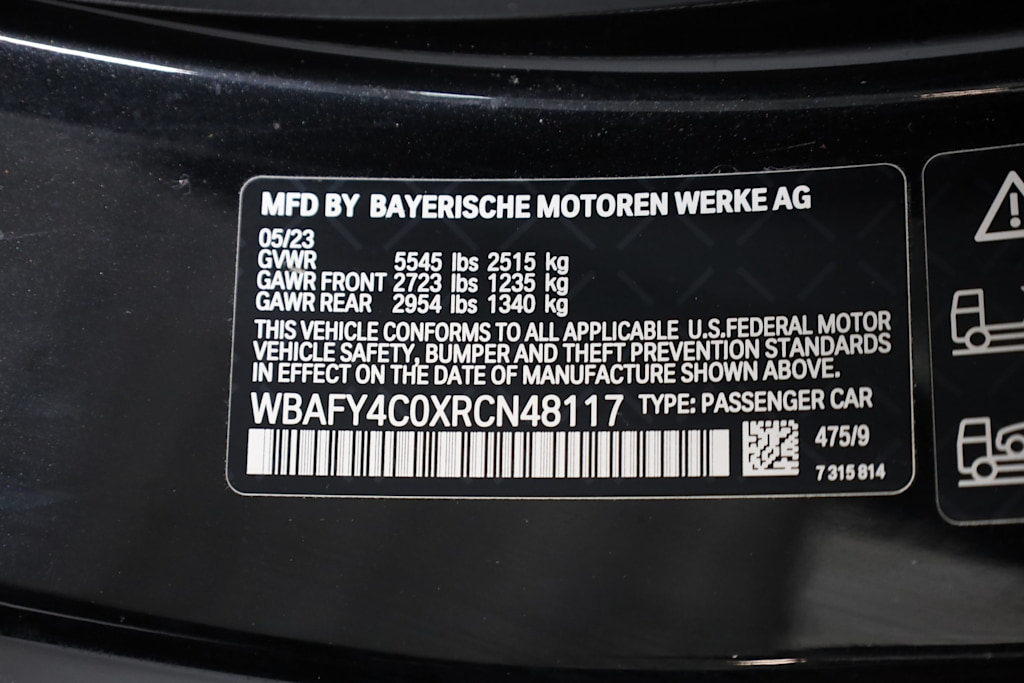 MFD BY BAYERISCHE MOTOREN WERKE AG
05/23
GVWR 5545 lbs 2515 kg
GAWR FRONT 2723 lbs 1235 kg
GAWR REAR 2954 lbs 1340 kg
THIS VEHICLE CONFORMS TO ALL APPLICABLE U.S.FEDERAL MOTOR
VEHICLE SAFETY, BUMPER AND THEFT PREVENTION STANDARDS
IN EFFECT ON THE DATE OF MANUFACTURE SHOWN ABOVE.
WBAFY4C0XRCN48117 TYPE: PASSENGER CAR
475/9
7 315 814